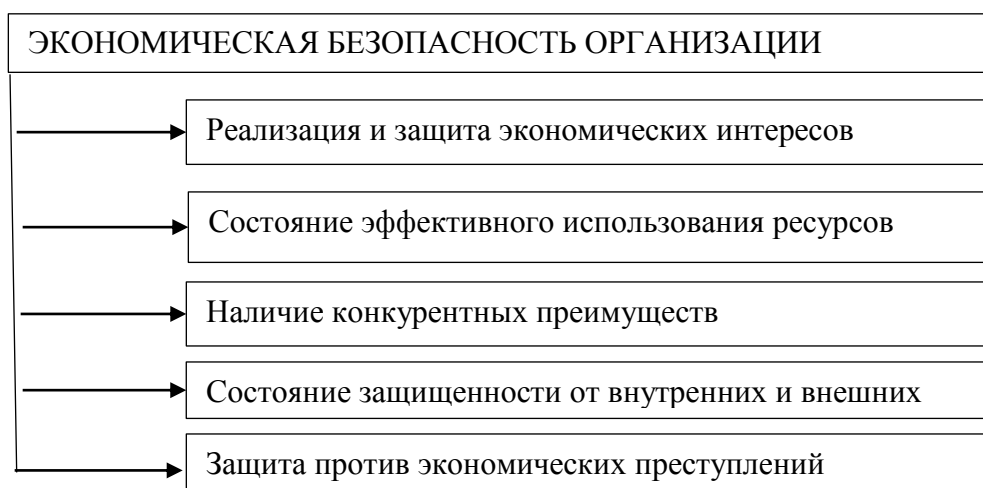 ЭКОНОМИЧЕСКАЯ БЕЗОПАСНОСТЬ ОРГАНИЗАЦИИ
Реализация и защита экономических интересов
Состояние эффективного использования ресурсов
Наличие конкурентных преимуществ
Состояние защищенности от внутренних и внешних
Защита против экономических преступлений